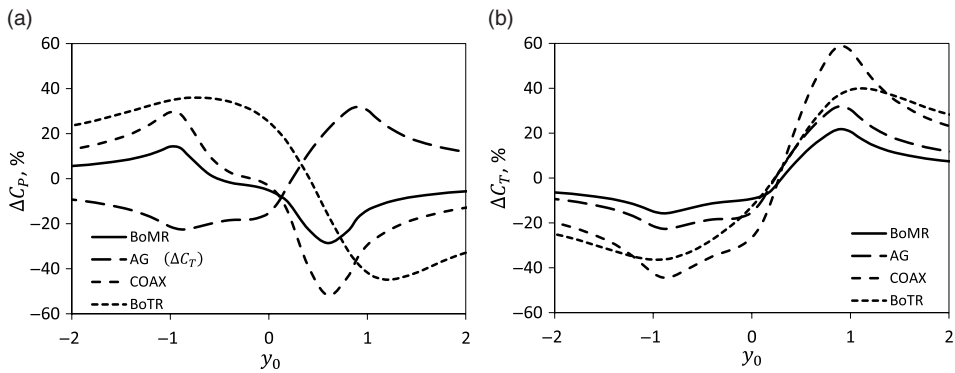 (a)
60
40
20
0
−20
−40
−60
ΔC_P, %
BoMR
AG (ΔC_T)
COAX
BoTR
−2 −1 0 1 2
y_0
(b)
60
40
20
0
−20
−40
−60
ΔC_T, %
BoMR
AG
COAX
BoTR
−2 −1 0 1 2
y_0